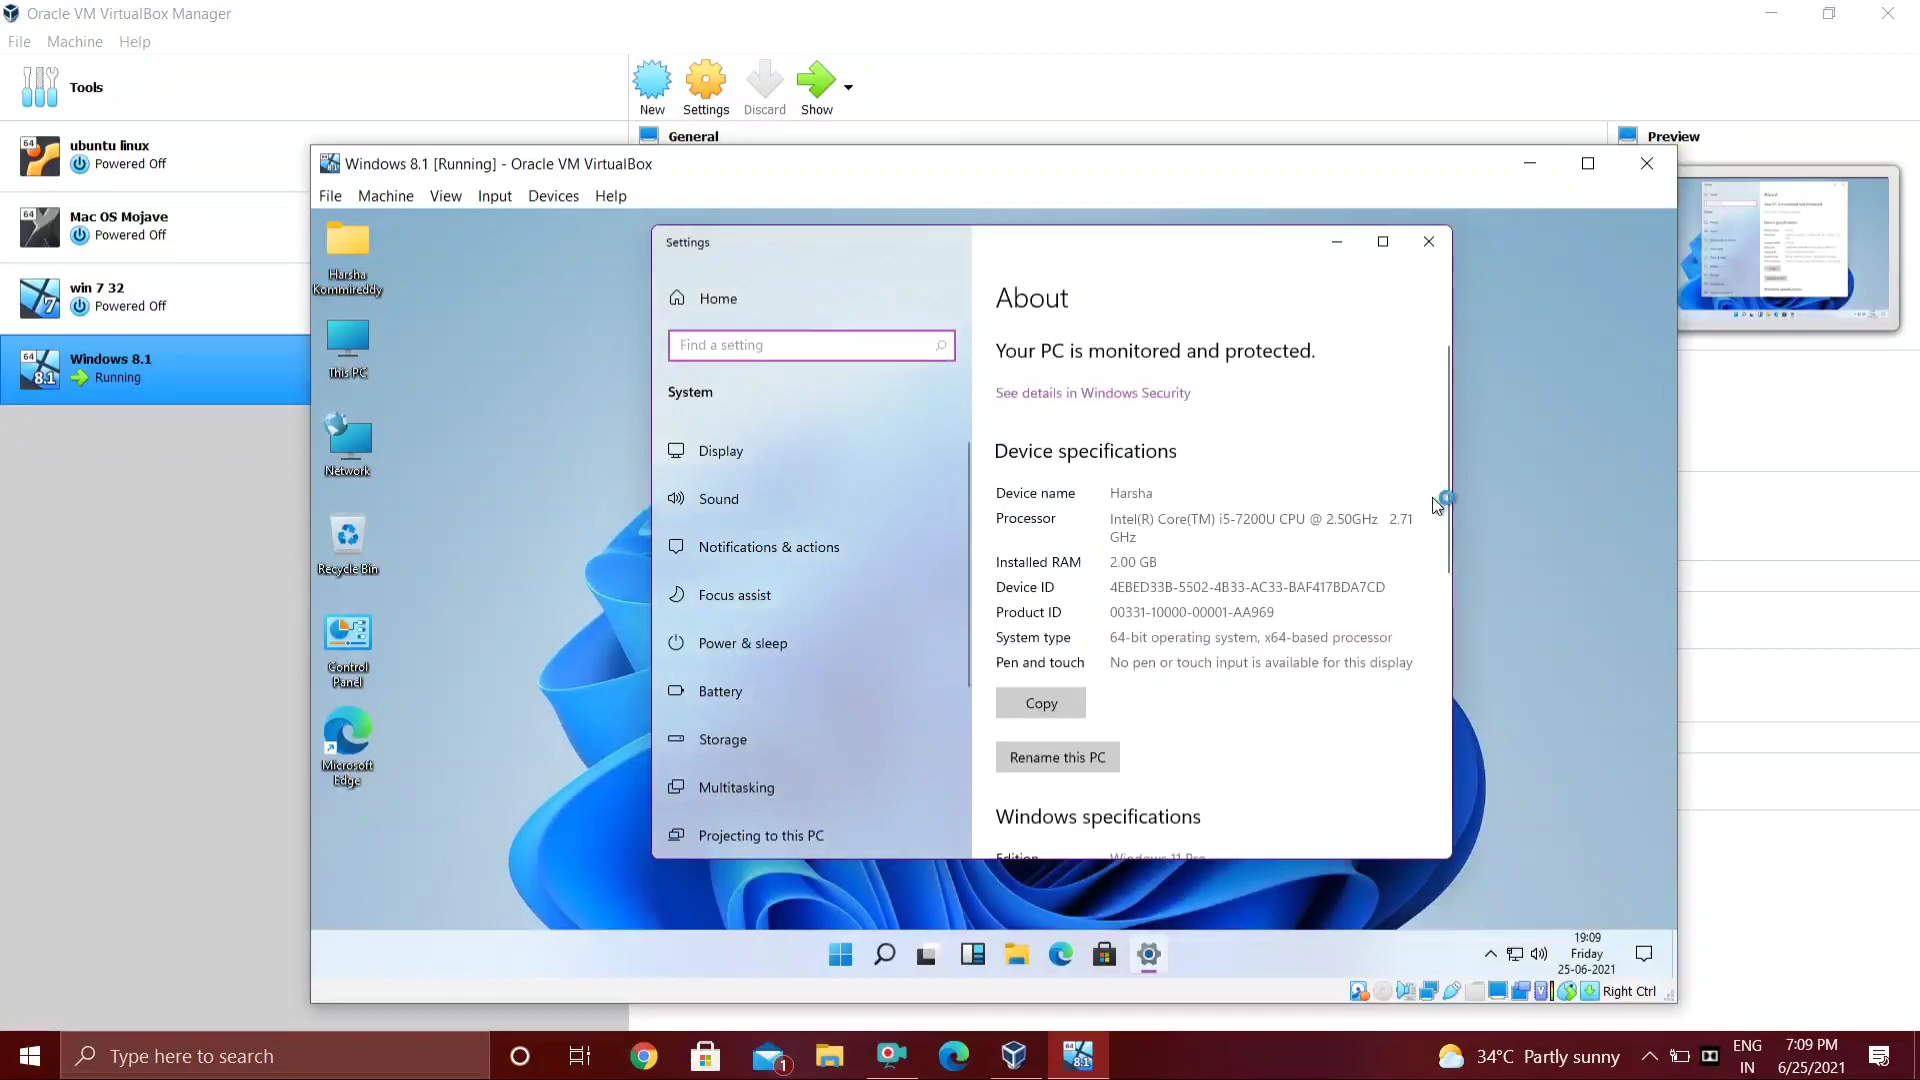 Oracle VM VirtualBox Manager
File Machine Help
Tools
New Settings Discard Show
General
Preview
64
ubuntu linux
Powered Off
64
Mac OS Mojave
Powered Off
win 7 32
Powered Off
7
64
8.1
Windows 8.1
Running
Windows 8.1 [Running] - Oracle VM VirtualBox
File Machine View Input Devices Help
Harsha
Kommireddy
This PC
Network
Recycle Bin
Control
Panel
Microsoft
Edge
Settings
Home
Find a setting
System
Display
Sound
Notifications & actions
Focus assist
Power & sleep
Battery
Storage
Multitasking
Projecting to this PC
About
Your PC is monitored and protected.
See details in Windows Security
Device specifications
Device name Harsha
Processor Intel(R) Core(TM) i5-7200U CPU @ 2.50GHz 2.71
GHz
Installed RAM 2.00 GB
Device ID 4EBED33B-5502-4B33-AC33-BAF417BDA7CD
Product ID 00331-10000-00001-AA969
System type 64-bit operating system, x64-based processor
Pen and touch No pen or touch input is available for this display
Copy
Rename this PC
Windows specifications
Edition Windows 11 Pro
19:09
Friday
25-06-2021
Right Ctrl
Type here to search
1
64
8.1
34°C Partly sunny
ENG
IN
7:09 PM
6/25/2021